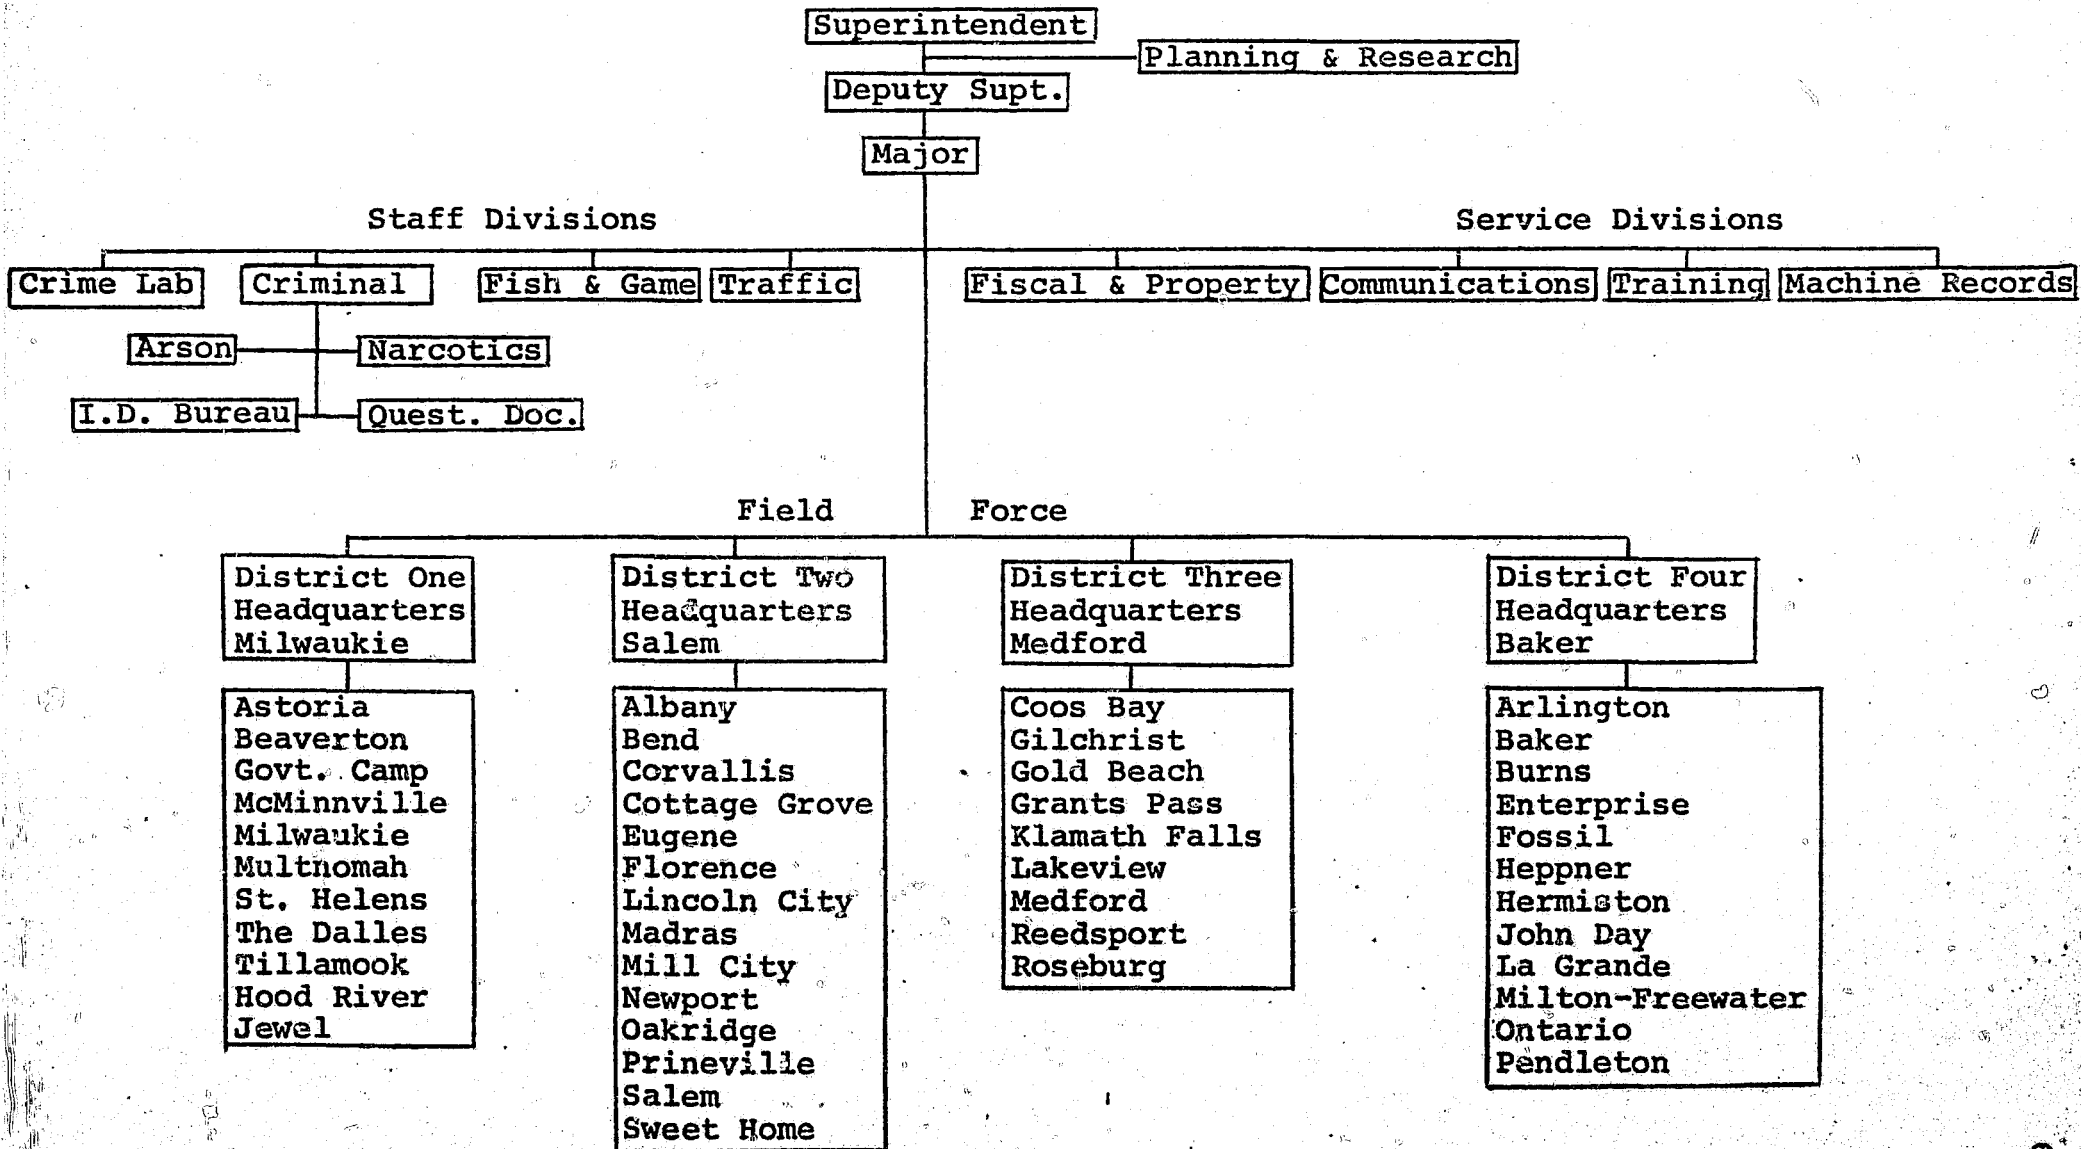 Superintendent
Planning & Research
Deputy Supt.
Major
Staff Divisions
Service Divisions
Crime Lab
Criminal
Fish & Game
Traffic
Fiscal & Property
Communications
Training
Machine Records
Arson
Narcotics
I.D. Bureau
Quest. Doc.
Field Force
District One
Headquarters
Milwaukie
District Two
Headquarters
Salem
District Three
Headquarters
Medford
District Four
Headquarters
Baker
Astoria
Beaverton
Govt. Camp
McMinnville
Milwaukie
Multnomah
St. Helens
The Dalles
Tillamook
Hood River
Jewel
Albany
Bend
Corvallis
Cottage Grove
Eugene
Florence
Lincoln City
Madras
Mill City
Newport
Oakridge
Prineville
Salem
Sweet Home
Coos Bay
Gilchrist
Gold Beach
Grants Pass
Klamath Falls
Lakeview
Medford
Reedsport
Roseburg
Arlington
Baker
Burns
Enterprise
Fossil
Heppner
Hermiston
John Day
La Grande
Milton-Freewater
Ontario
Pendleton